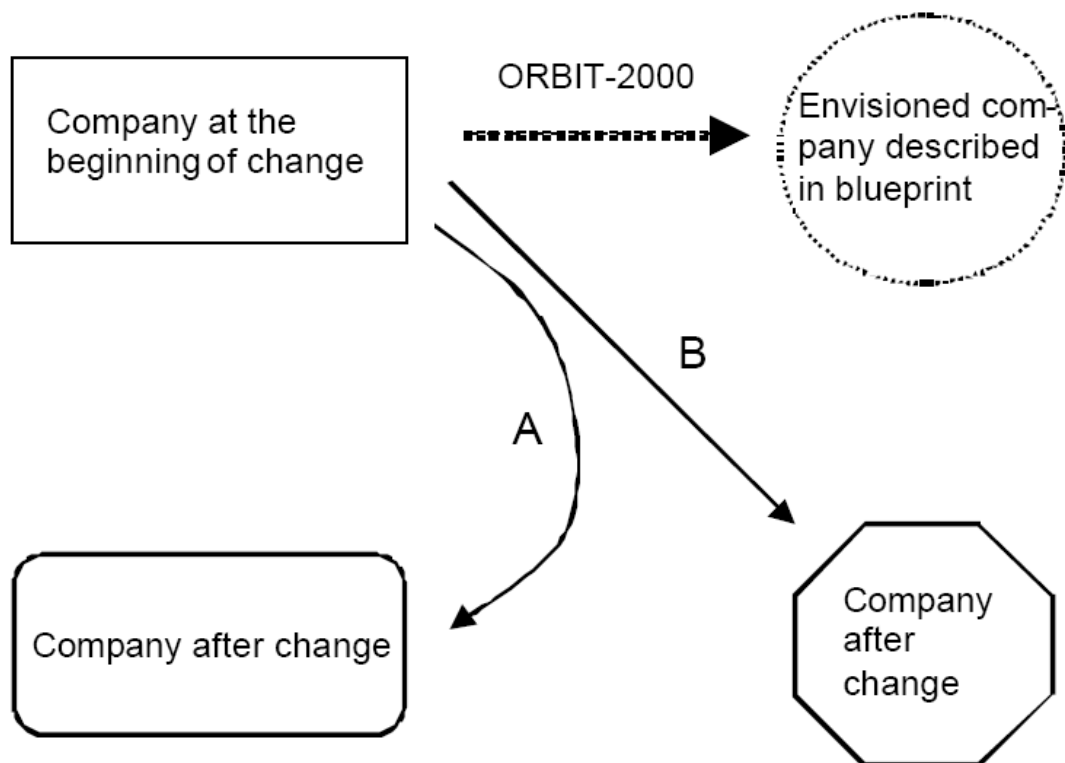 ORBIT-2000
Company at the
beginning of change
Envisioned com-
pany described
in blueprint
B
A
Company after change
Company
after
change